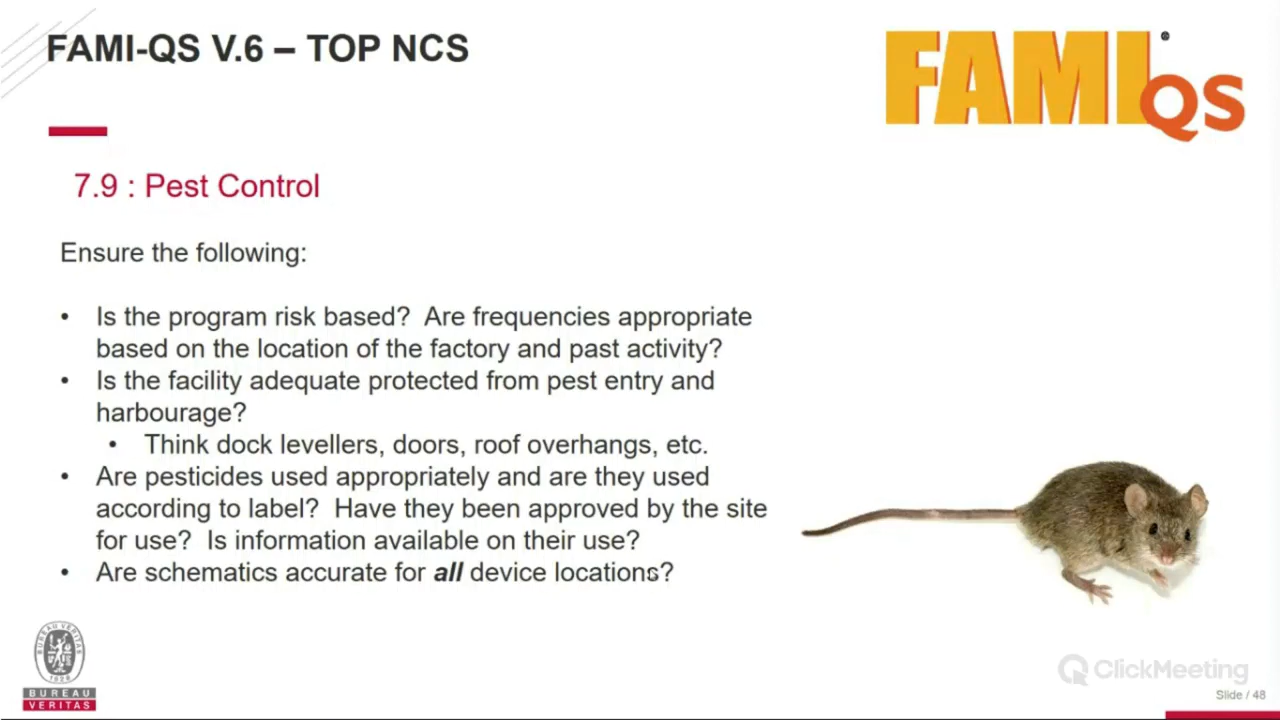 FAMI-QS V.6 – TOP NCS
FAMI QS
7.9 : Pest Control
Ensure the following:
• Is the program risk based? Are frequencies appropriate
based on the location of the factory and past activity?
• Is the facility adequate protected from pest entry and
harbourage?
• Think dock levellers, doors, roof overhangs, etc.
• Are pesticides used appropriately and are they used
according to label? Have they been approved by the site
for use? Is information available on their use?
• Are schematics accurate for all device locations?
BUREAU VERITAS
1828
BUREAU
VERITAS
ClickMeeting
Slide / 48